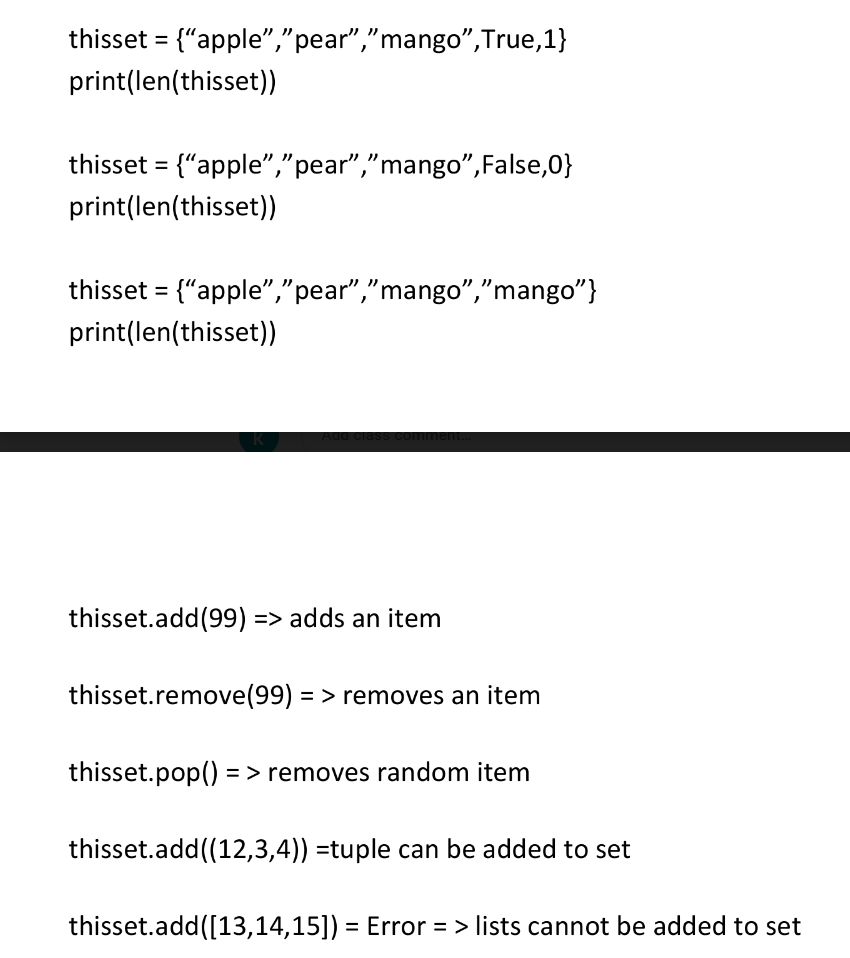 thisset = {“apple”,”pear”,”mango”,True,1}
print(len(thisset))
thisset = {“apple”,”pear”,”mango”,False,0}
print(len(thisset))
thisset = {“apple”,”pear”,”mango”,”mango”}
print(len(thisset))
K Add class comment...
thisset.add(99) => adds an item
thisset.remove(99) = > removes an item
thisset.pop() = > removes random item
thisset.add((12,3,4)) =tuple can be added to set
thisset.add([13,14,15]) = Error = > lists cannot be added to set